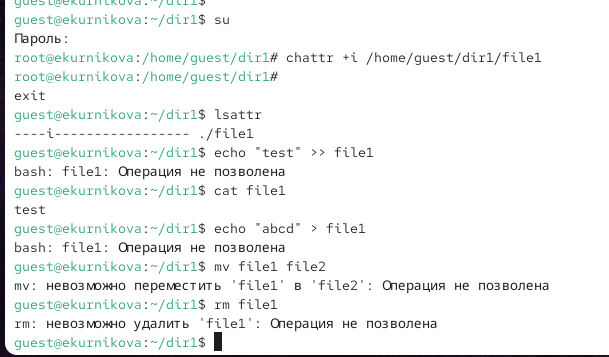 guest@ekurnikova:~/dir1$
guest@ekurnikova:~/dir1$ su
Пароль:
root@ekurnikova:/home/guest/dir1# chattr +i /home/guest/dir1/file1
root@ekurnikova:/home/guest/dir1#
exit
guest@ekurnikova:~/dir1$ lsattr
----i---------------- ./file1
guest@ekurnikova:~/dir1$ echo "test" >> file1
bash: file1: Операция не позволена
guest@ekurnikova:~/dir1$ cat file1
test
guest@ekurnikova:~/dir1$ echo "abcd" > file1
bash: file1: Операция не позволена
guest@ekurnikova:~/dir1$ mv file1 file2
mv: невозможно переместить 'file1' в 'file2': Операция не позволена
guest@ekurnikova:~/dir1$ rm file1
rm: невозможно удалить 'file1': Операция не позволена
guest@ekurnikova:~/dir1$